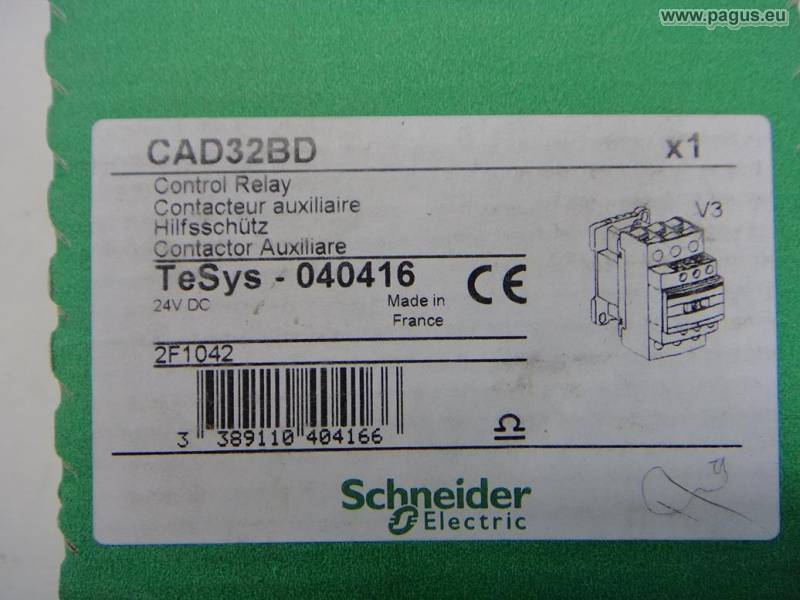 www.pagus.eu
CAD32BD x1
Control Relay
Contacteur auxiliaire
Hilfsschütz
Contactor Auxiliare
V3
TeSys - 040416
24V DC
Made in
France
CE
2F1042
3 389110 404166
Schneider
Electric